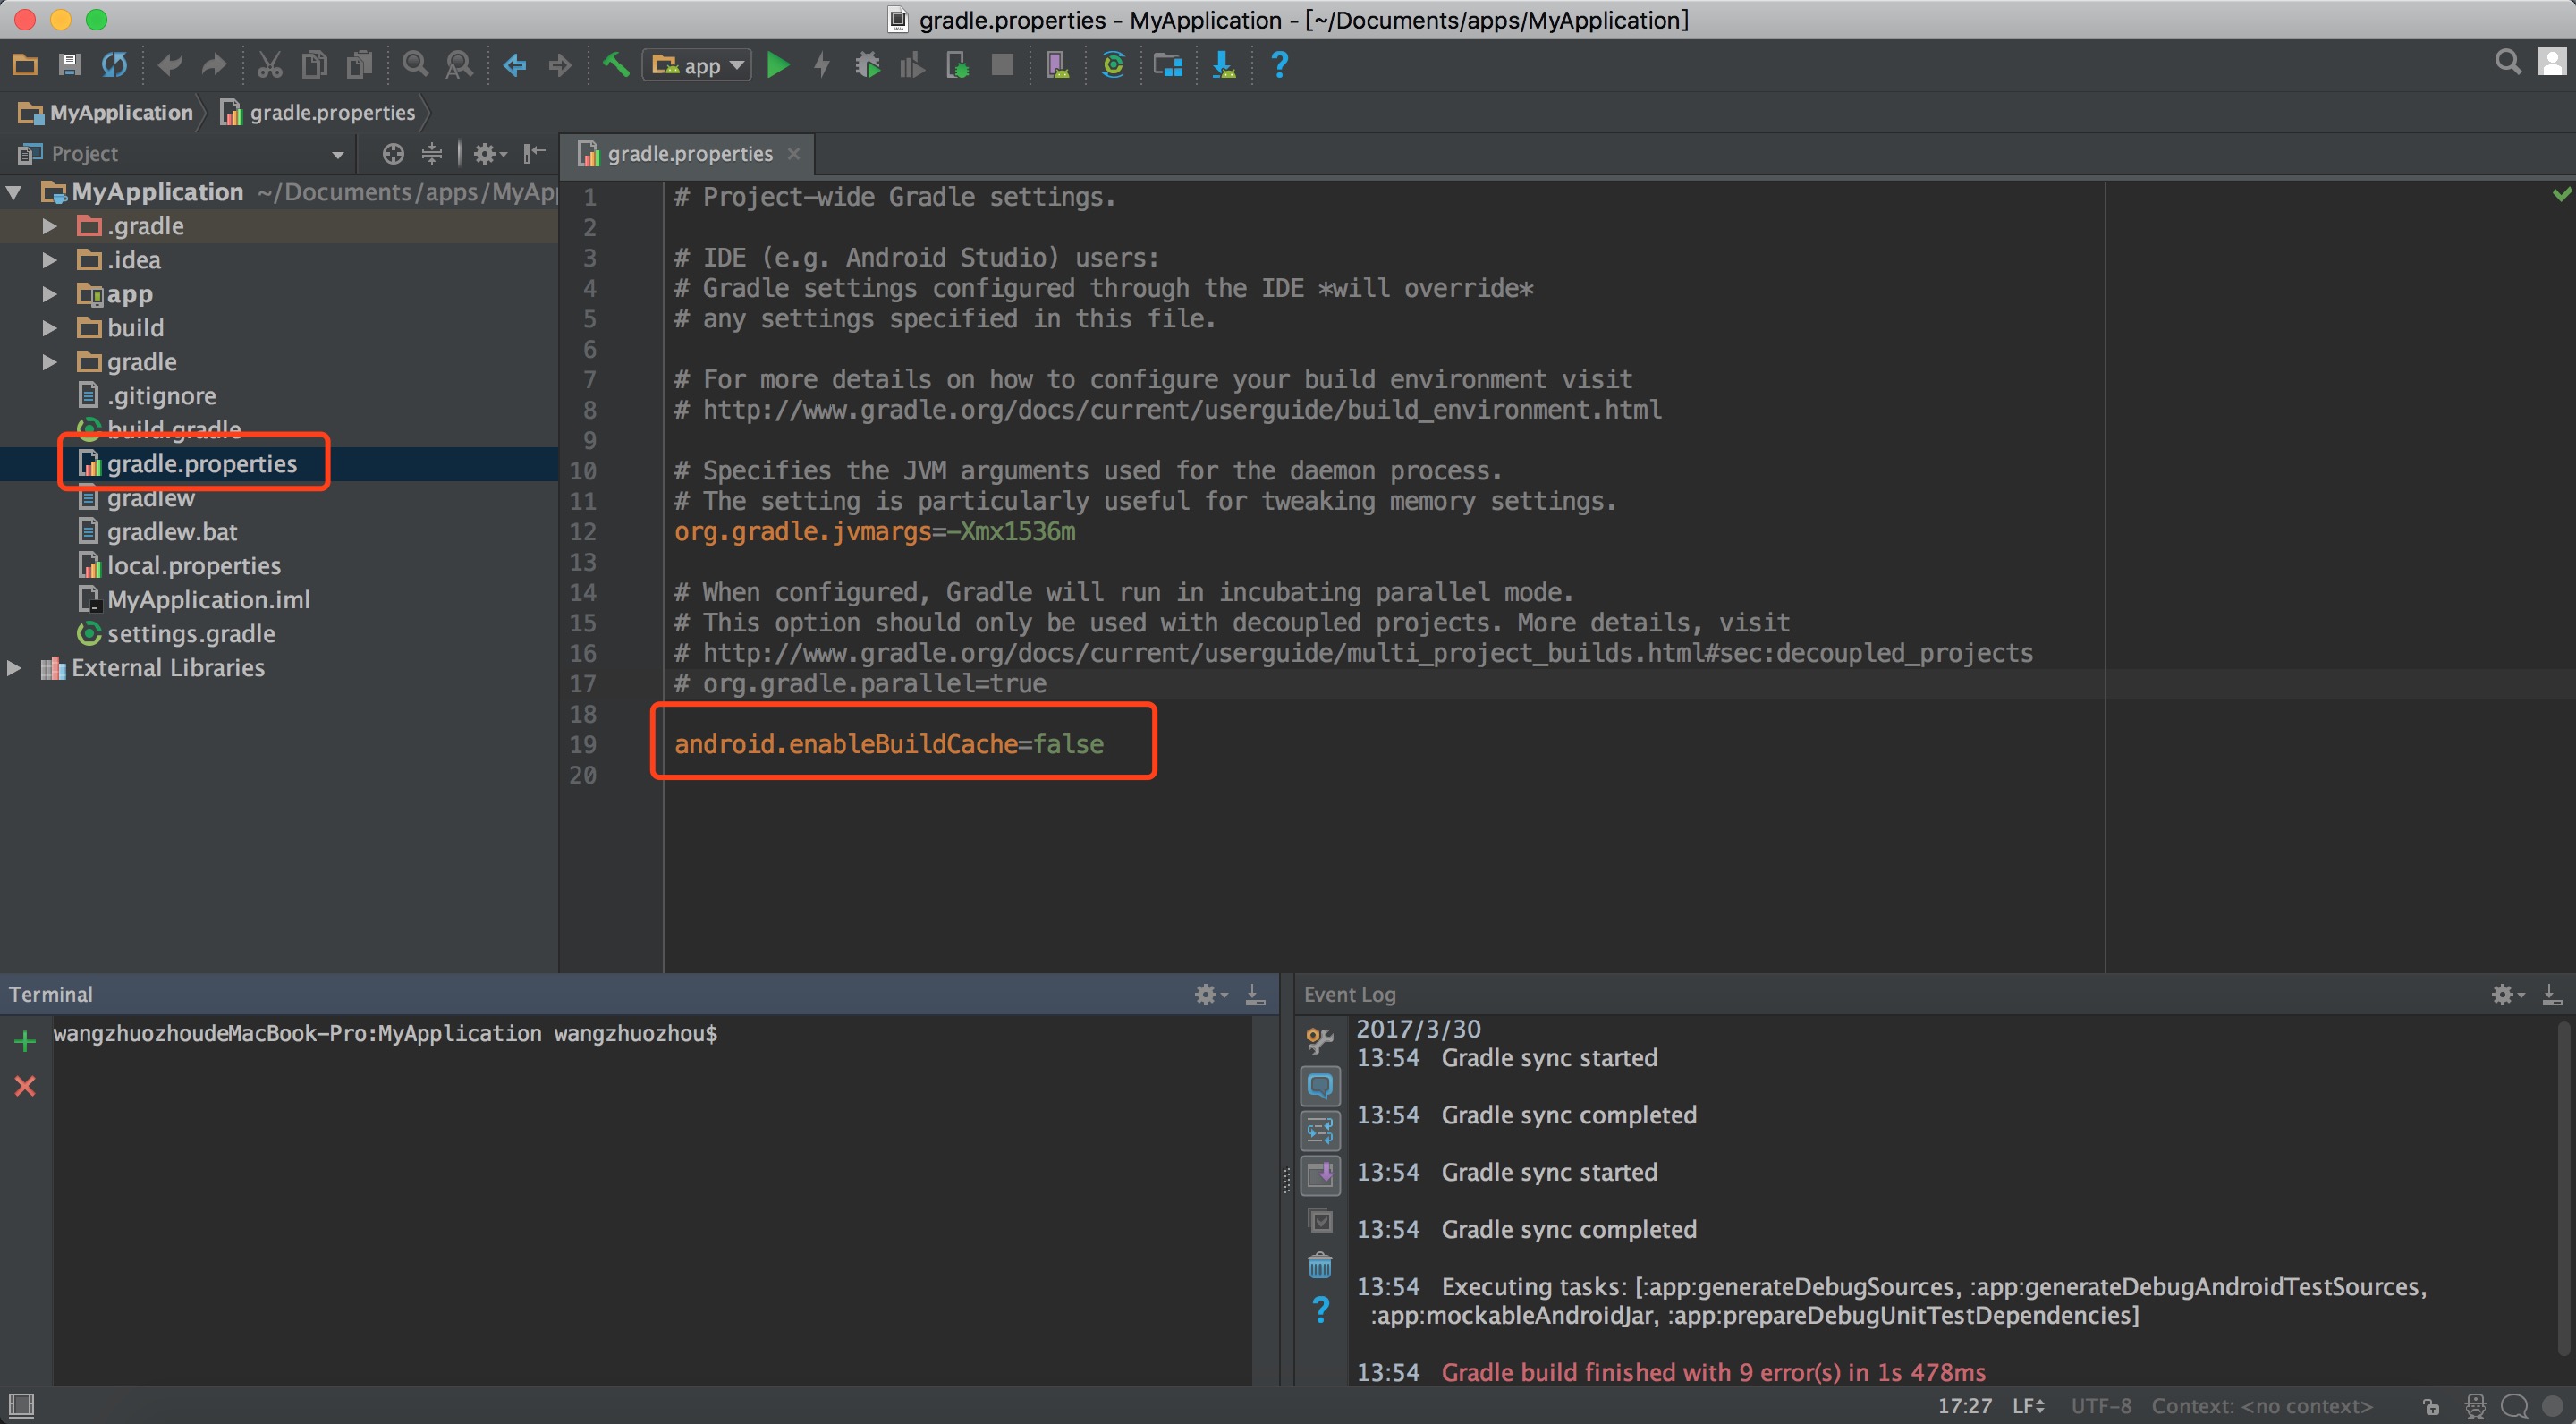 gradle.properties - MyApplication - [~/Documents/apps/MyApplication]
app
MyApplication
gradle.properties
Project
gradle.properties
MyApplication ~/Documents/apps/MyApp
.gradle
.idea
app
build
gradle
.gitignore
build.gradle
gradle.properties
gradlew
gradlew.bat
local.properties
MyApplication.iml
settings.gradle
External Libraries
1 # Project-wide Gradle settings.
2
3 # IDE (e.g. Android Studio) users:
4 # Gradle settings configured through the IDE *will override*
5 # any settings specified in this file.
6
7 # For more details on how to configure your build environment visit
8 # http://www.gradle.org/docs/current/userguide/build_environment.html
9
10 # Specifies the JVM arguments used for the daemon process.
11 # The setting is particularly useful for tweaking memory settings.
12 org.gradle.jvmargs=-Xmx1536m
13
14 # When configured, Gradle will run in incubating parallel mode.
15 # This option should only be used with decoupled projects. More details, visit
16 # http://www.gradle.org/docs/current/userguide/multi_project_builds.html#sec:decoupled_projects
17 # org.gradle.parallel=true
18
19 android.enableBuildCache=false
20
Terminal
wangzhuozhoudeMacBook-Pro:MyApplication wangzhuozhou$
Event Log
2017/3/30
13:54 Gradle sync started
13:54 Gradle sync completed
13:54 Gradle sync started
13:54 Gradle sync completed
13:54 Executing tasks: [:app:generateDebugSources, :app:generateDebugAndroidTestSources,
:app:mockableAndroidJar, :app:prepareDebugUnitTestDependencies]
13:54 Gradle build finished with 9 error(s) in 1s 478ms
17:27 LF UTF-8 Context: <no context>